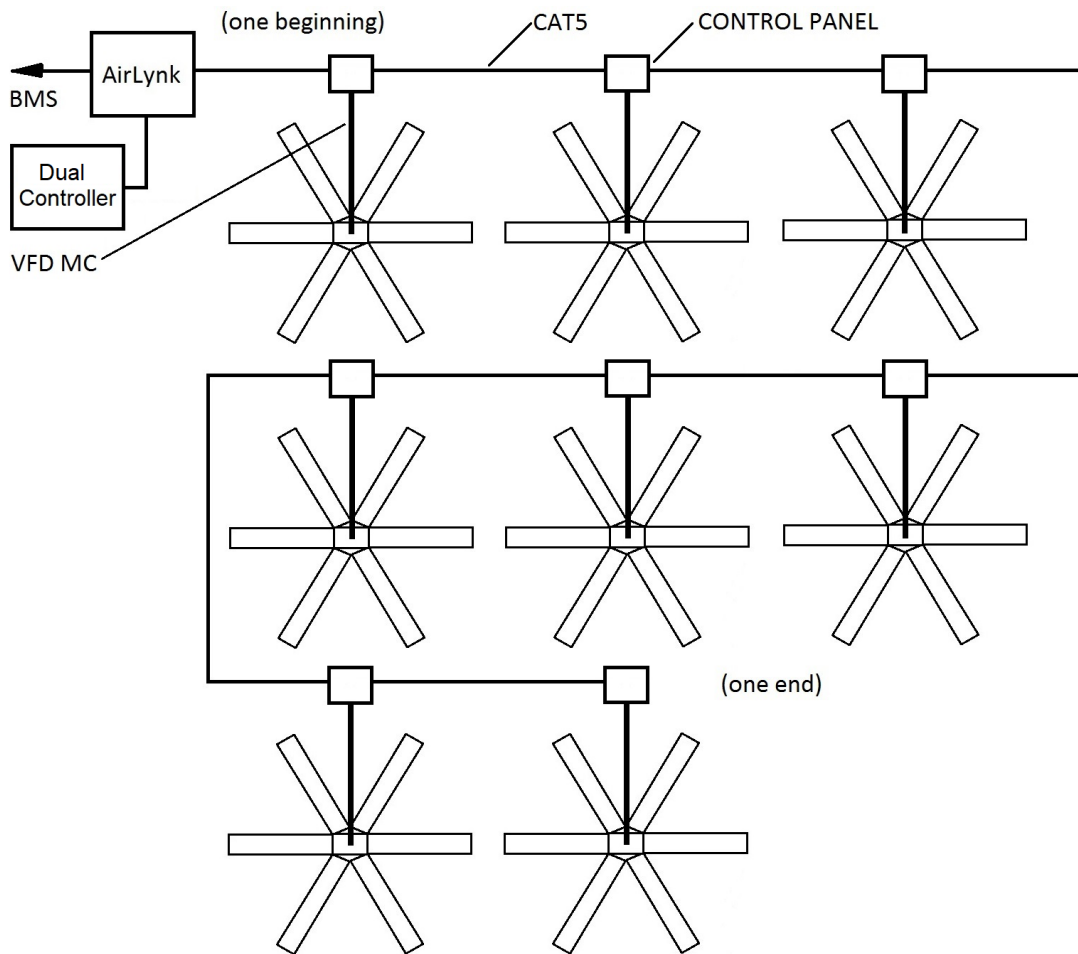 (one beginning)
CAT5
CONTROL PANEL
AirLynk
BMS
Dual
Controller
VFD MC
(one end)